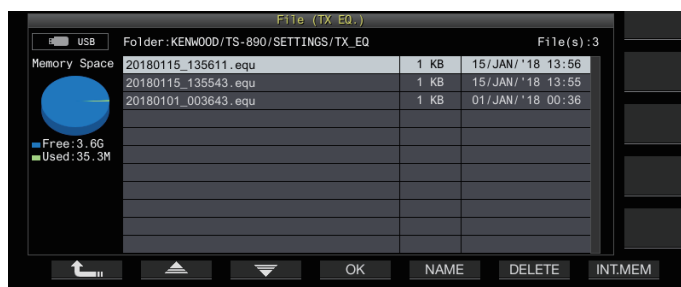 File (TX EQ.)
USB Folder:KENWOOD/TS-890/SETTINGS/TX_EQ File(s):3
Memory Space 20180115_135611.equ 1 KB 15/JAN/'18 13:56
20180115_135543.equ 1 KB 15/JAN/'18 13:55
20180101_003643.equ 1 KB 01/JAN/'18 00:36
Free:3.6G
Used:35.3M
OK NAME DELETE INT.MEM